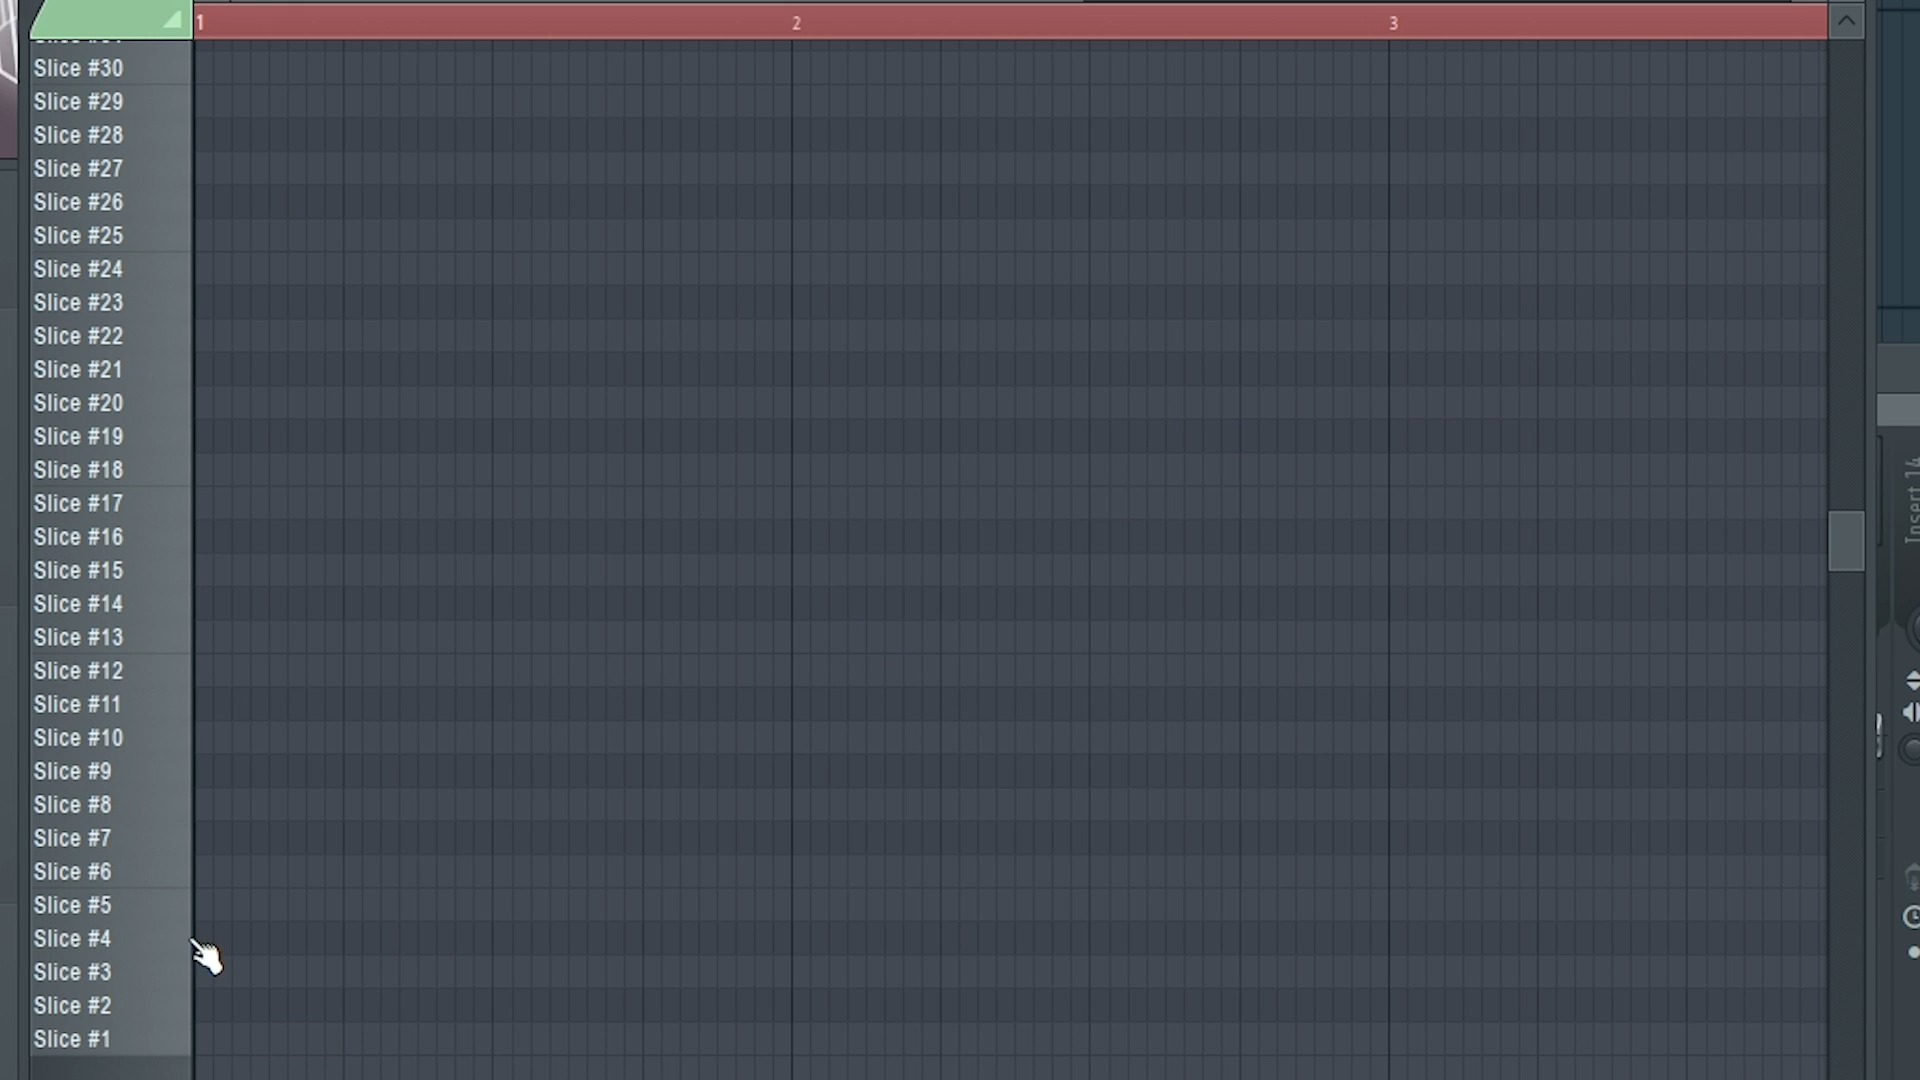 1 2 3
Slice #30
Slice #29
Slice #28
Slice #27
Slice #26
Slice #25
Slice #24
Slice #23
Slice #22
Slice #21
Slice #20
Slice #19
Slice #18
Slice #17
Slice #16
Slice #15
Slice #14
Slice #13
Slice #12
Slice #11
Slice #10
Slice #9
Slice #8
Slice #7
Slice #6
Slice #5
Slice #4
Slice #3
Slice #2
Slice #1
Insert 14